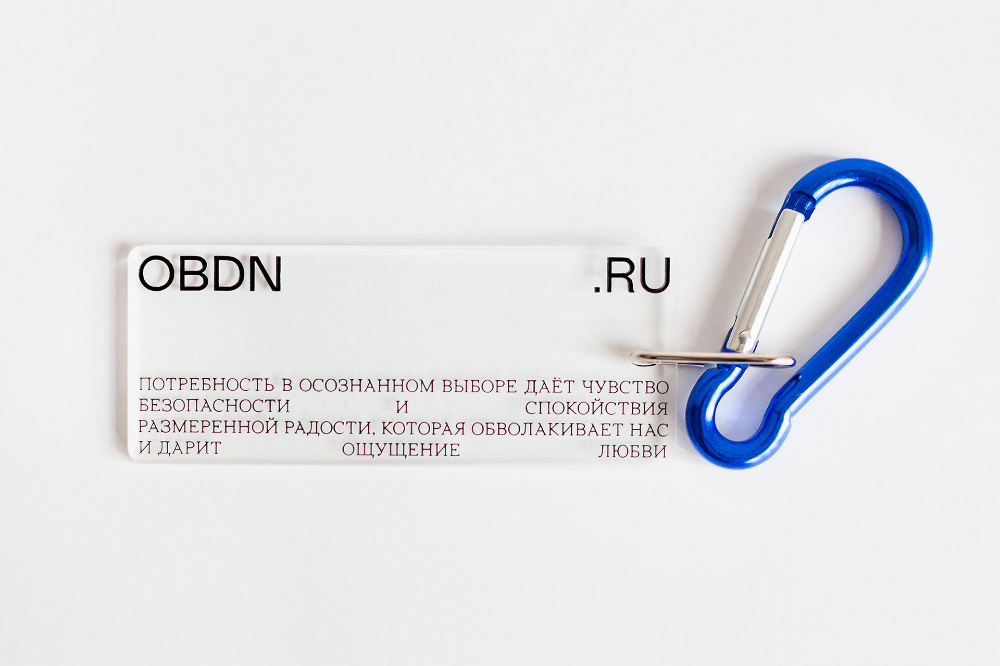 OBDN .RU
ПОТРЕБНОСТЬ В ОСОЗНАННОМ ВЫБОРЕ ДАЁТ ЧУВСТВО
БЕЗОПАСНОСТИ И СПОКОЙСТВИЯ
РАЗМЕРЕННОЙ РАДОСТИ, КОТОРАЯ ОБВОЛАКИВАЕТ НАС
И ДАРИТ ОЩУЩЕНИЕ ЛЮБВИ